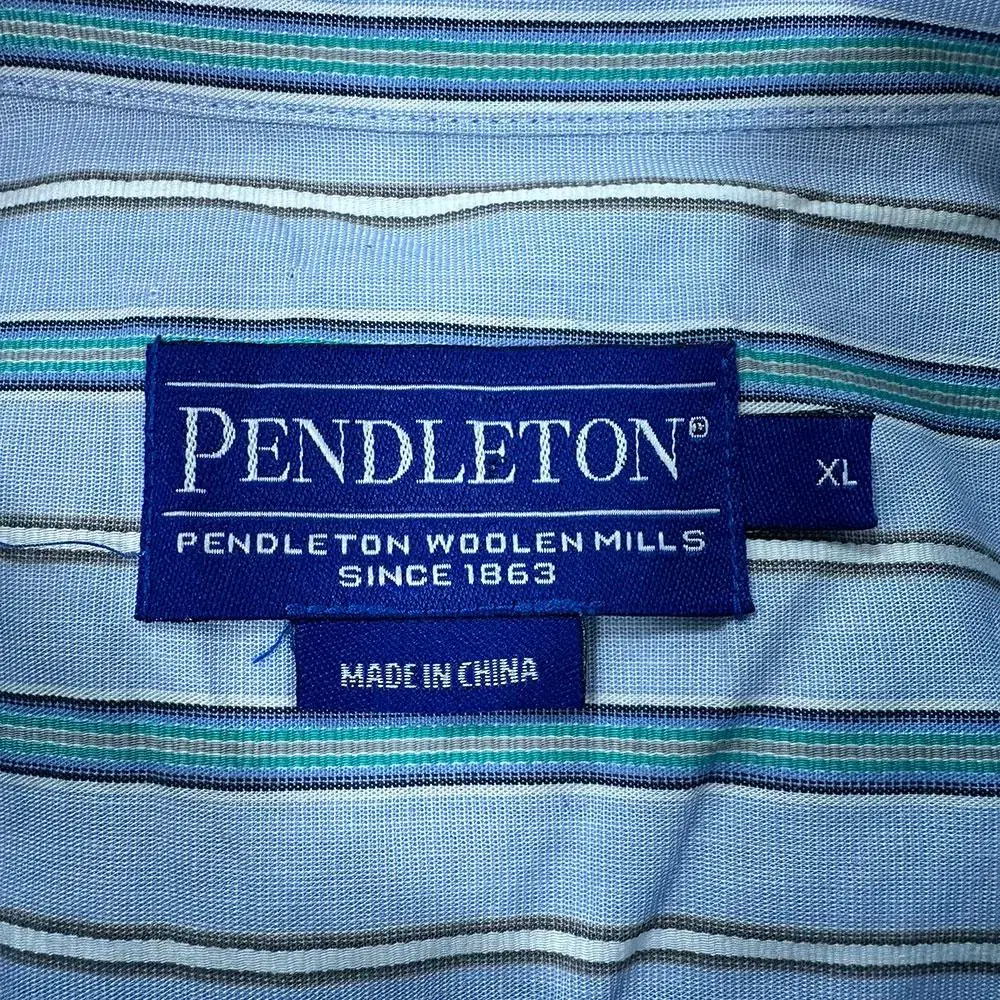 PENDLETON®
XL
PENDLETON WOOLEN MILLS
SINCE 1863
MADE IN CHINA